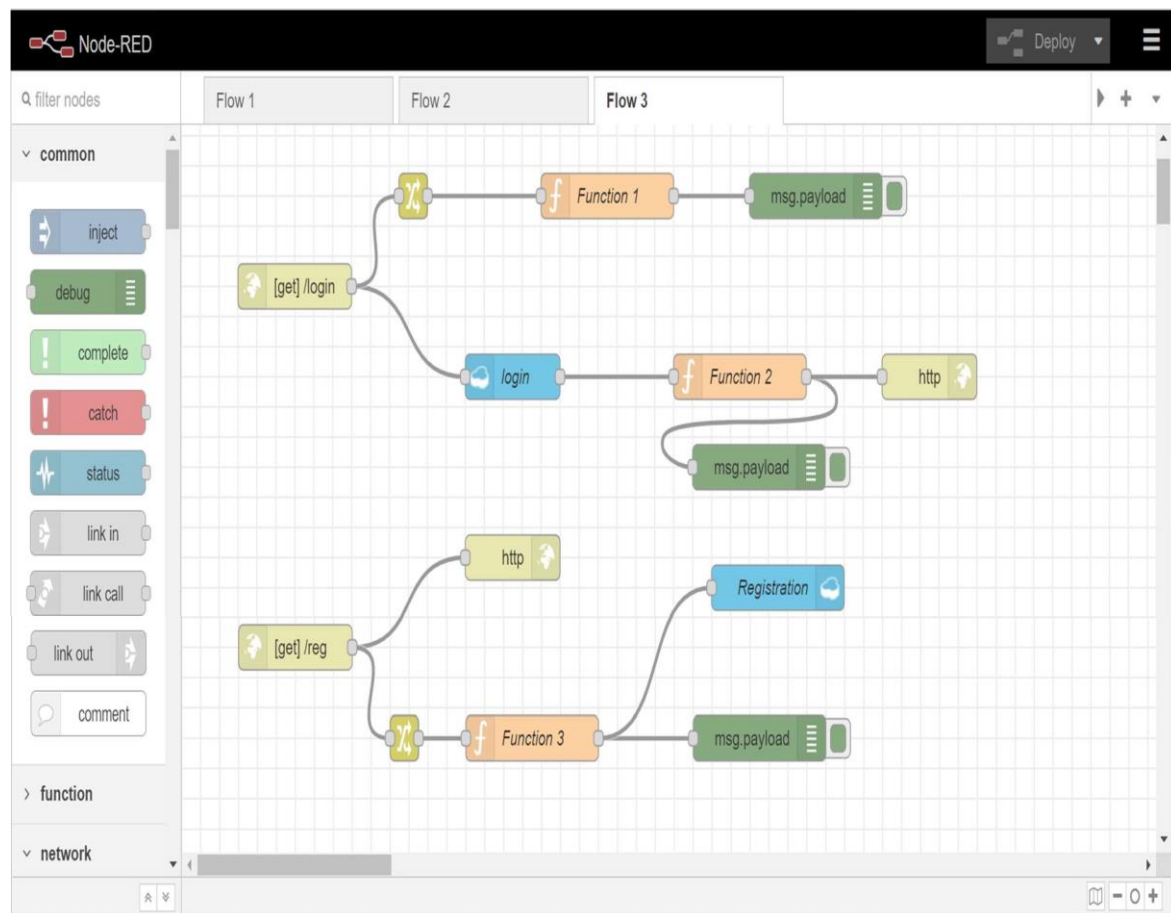 Node-RED
Deploy
filter nodes
Flow 1
Flow 2
Flow 3
common
inject
debug
complete
catch
status
link in
link call
link out
comment
function
network
Function 1
msg.payload
[get] /login
login
Function 2
http
msg.payload
http
Registration
[get] /reg
Function 3
msg.payload